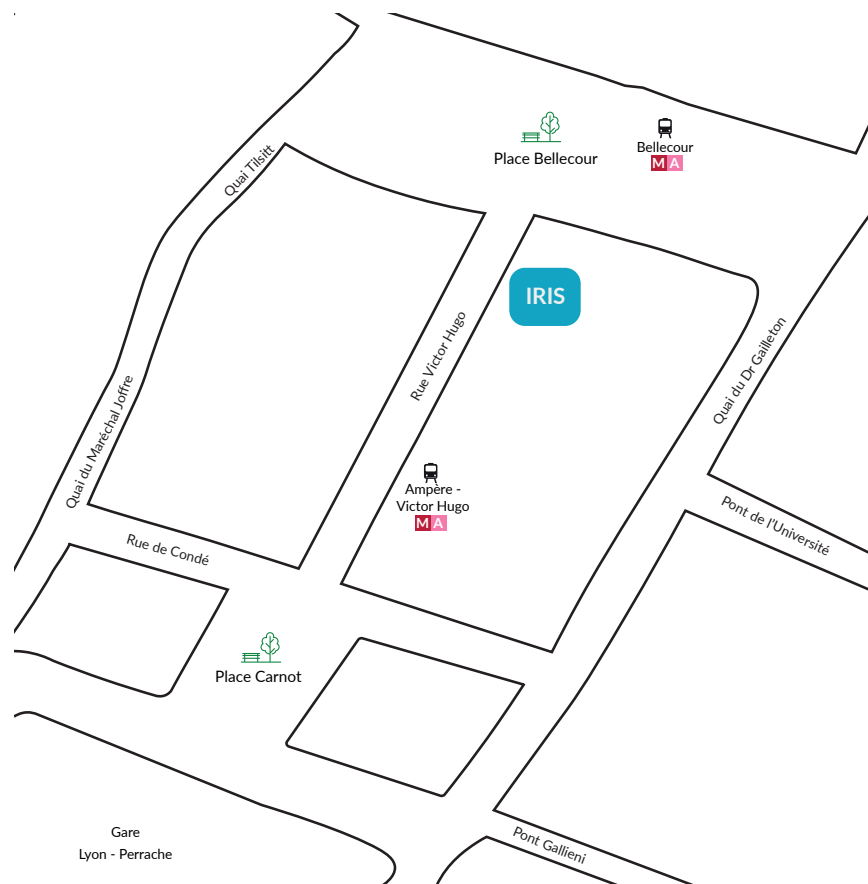 Place Bellecour
Bellecour
M A
Quai Tilsitt
IRIS
Rue Victor Hugo
Quai du Dr Gailleton
Quai du Maréchal Joffre
Ampère -
Victor Hugo
M A
Pont de l'Université
Rue de Condé
Place Carnot
Gare
Lyon - Perrache
Pont Gallieni